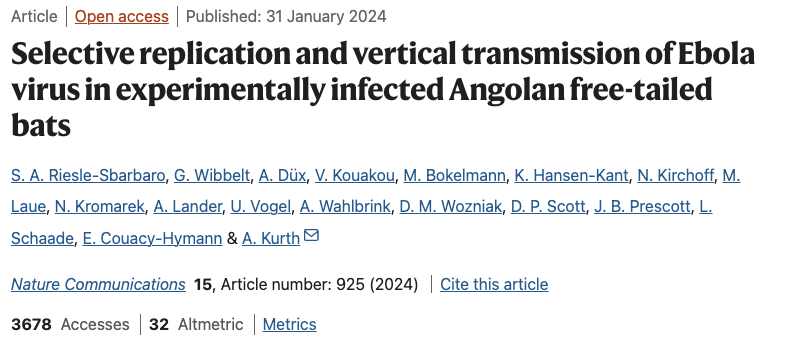 Article | Open access | Published: 31 January 2024
Selective replication and vertical transmission of Ebola
virus in experimentally infected Angolan free-tailed
bats
S. A. Riesle-Sbarbaro, G. Wibbelt, A. Düx, V. Kouakou, M. Bokelmann, K. Hansen-Kant, N. Kirchoff, M.
Laue, N. Kromarek, A. Lander, U. Vogel, A. Wahlbrink, D. M. Wozniak, D. P. Scott, J. B. Prescott, L.
Schaade, E. Couacy-Hymann & A. Kurth
Nature Communications 15, Article number: 925 (2024) | Cite this article
3678 Accesses | 32 Altmetric | Metrics